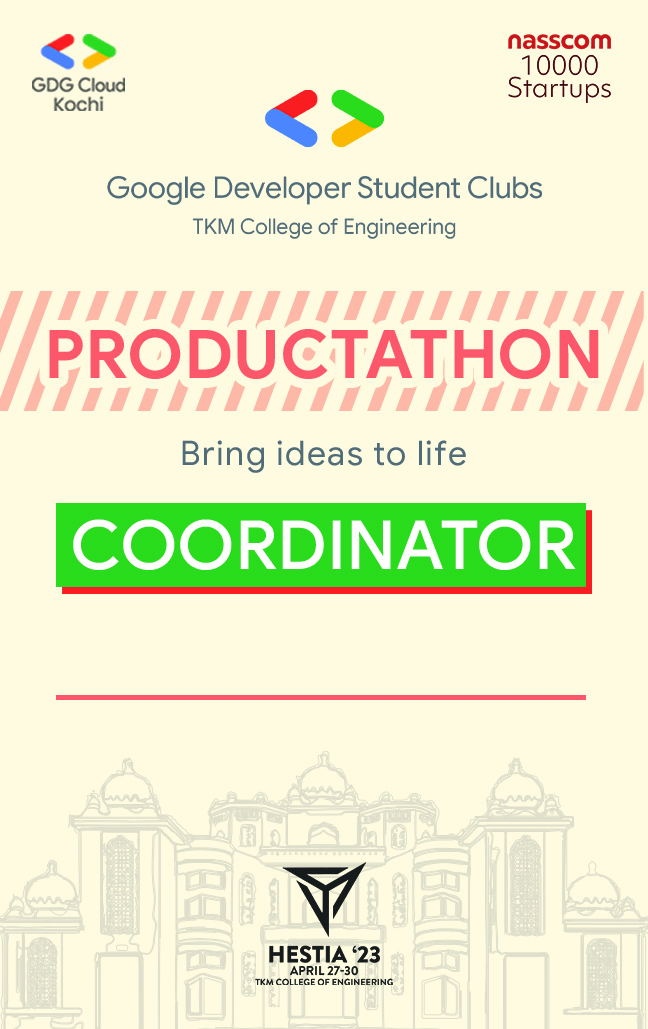 GDG Cloud
Kochi
nasscom
10000
Startups
Google Developer Student Clubs
TKM College of Engineering
PRODUCTATHON
Bring ideas to life
COORDINATOR
HESTIA ‘23
APRIL 27-30
TKM COLLEGE OF ENGINEERING